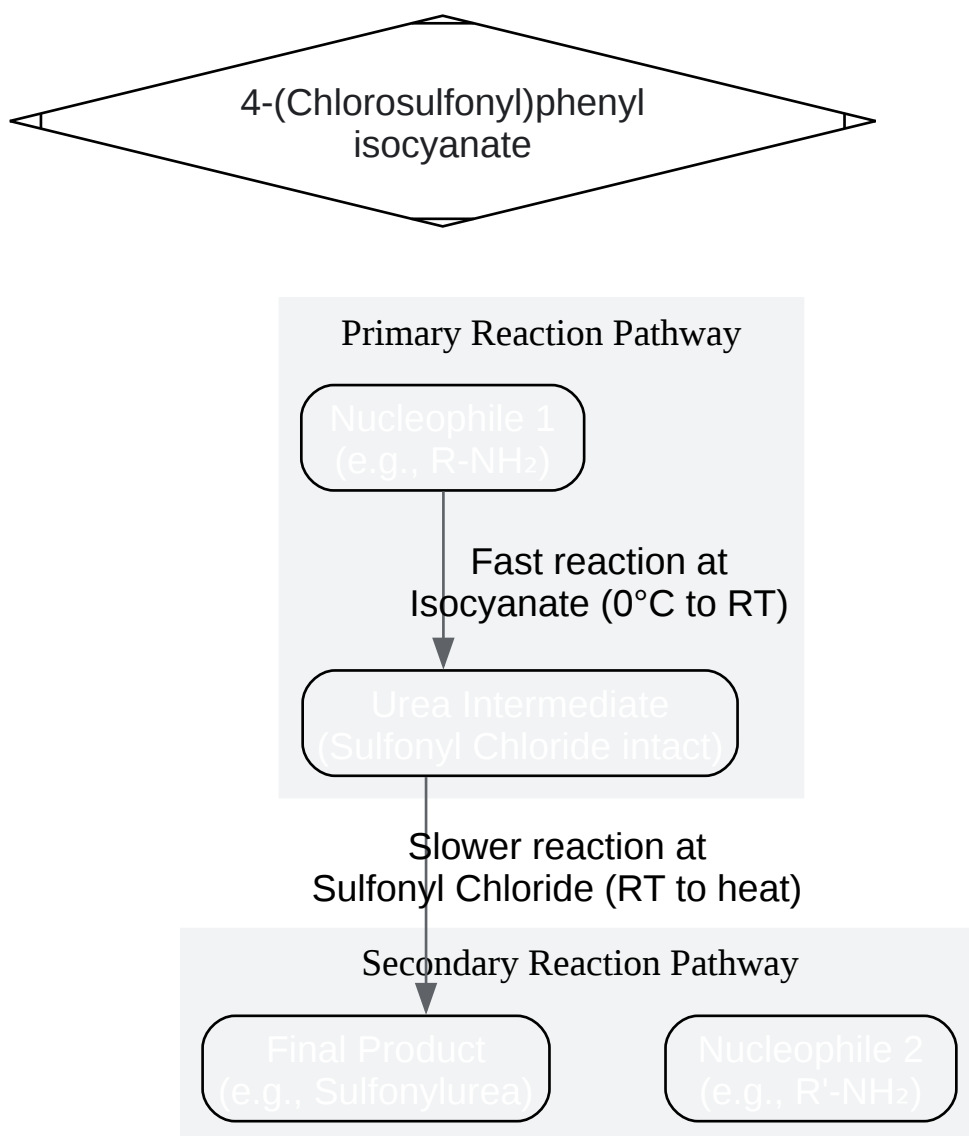 4-(Chlorosulfonyl)phenyl
isocyanate
Primary Reaction Pathway
Nucleophile 1
(e.g., R-NH₂)
Fast reaction at
Isocyanate (0°C to RT)
Urea Intermediate
(Sulfonyl Chloride intact)
Slower reaction at
Sulfonyl Chloride (RT to heat)
Secondary Reaction Pathway
Final Product
(e.g., Sulfonylurea)
Nucleophile 2
(e.g., R'-NH₂)